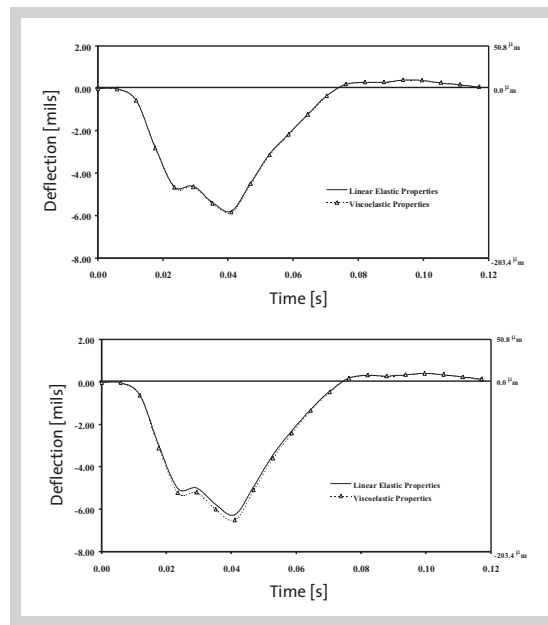 2.00
0.00
-2.00
-4.00
-6.00
-8.00
Deflection [mils]
50.8 μm
0.0 μm
-203.4 μm
Linear Elastic Properties
Viscoelastic Properties
0.00 0.02 0.04 0.06 0.08 0.10 0.12
Time [s]
2.00
0.00
-2.00
-4.00
-6.00
-8.00
Deflection [mils]
50.8 μm
0.0 μm
-203.4 μm
Linear Elastic Properties
Viscoelastic Properties
0.00 0.02 0.04 0.06 0.08 0.10 0.12
Time [s]